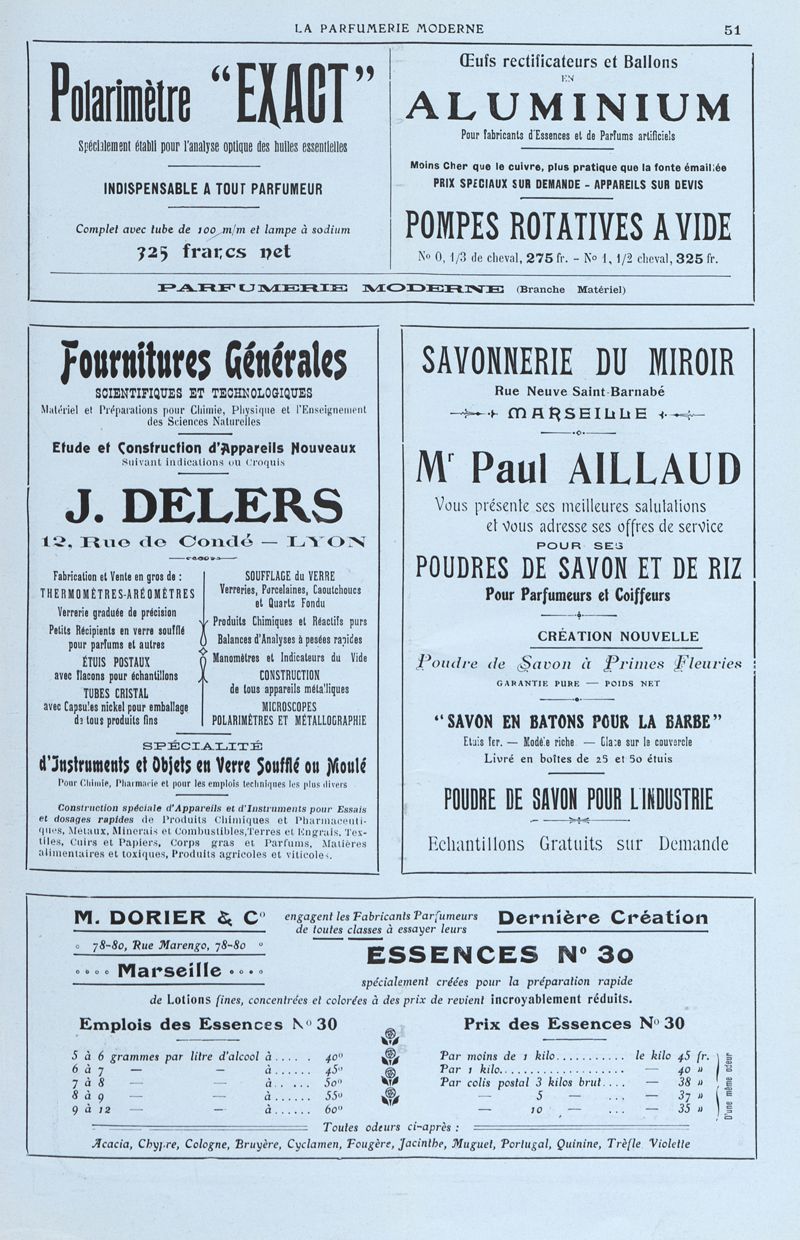 LA PARFUMERIE MODERNE
51
Polarimètre "EXACT"
Spécialement établi pour l'analyse optique des huiles essentielles
INDISPENSABLE A TOUT PARFUMEUR
Complet avec tube de 100 m/m et lampe à sodium
325 francs net
Œufs rectificateurs et Ballons
EN
ALUMINIUM
Pour fabricants d'Essences et de Parfums artificiels
Moins Cher que le cuivre, plus pratique que la fonte émaillée
PRIX SPÉCIAUX SUR DEMANDE - APPAREILS SUR DEVIS
POMPES ROTATIVES A VIDE
No 0, 1/3 de cheval, 275 fr. - No 1, 1/2 cheval, 325 fr.
PARFUMERIE MODERNE (Branche Matériel)
Fournitures Générales
SCIENTIFIQUES ET TECHNOLOGIQUES
Matériel et Préparations pour Chimie, Physique et l'Enseignement
des Sciences Naturelles
Etude et Construction d'Appareils Nouveaux
Suivant indications ou Croquis
J. DELERS
12, Rue de Condé — LYON
Fabrication et Vente en gros de :
THERMOMÈTRES-ARÉOMÈTRES
Verrerie graduée de précision
Petits Récipients en verre soufflé
pour parfums et autres
ÉTUIS POSTAUX
avec flacons pour échantillons
TUBES CRISTAL
avec Capsules nickel pour emballage
de tous produits fins
SOUFFLAGE du VERRE
Verreries, Porcelaines, Caoutchoucs
et Quartz Fondu
Produits Chimiques et Réactifs purs
Balances d'Analyses à pesées rapides
Manomètres et Indicateurs du Vide
CONSTRUCTION
de tous appareils métalliques
MICROSCOPES
POLARIMÈTRES ET MÉTALLOGRAPHIE
SPÉCIALITÉ
d'Instruments et Objets en Verre Soufflé ou Moulé
Pour Chimie, Pharmacie et pour les emplois techniques les plus divers
Construction spéciale d'Appareils et d'Instruments pour Essais
et dosages rapides de Produits Chimiques et Pharmaceuti-
ques, Métaux, Minerais et Combustibles, Terres et Engrais, Tex-
tiles, Cuirs et Papiers, Corps gras et Parfums, Matières
alimentaires et toxiques, Produits agricoles et viticoles.
SAVONNERIE DU MIROIR
Rue Neuve Saint-Barnabé
MARSEILLE
Mr Paul AILLAUD
Vous présente ses meilleures salutations
et vous adresse ses offres de service
POUR SES
POUDRES DE SAVON ET DE RIZ
Pour Parfumeurs et Coiffeurs
CRÉATION NOUVELLE
Poudre de Savon à Primes Fleuries
GARANTIE PURE — POIDS NET
"SAVON EN BATONS POUR LA BARBE"
Etuis fer. — Modèle riche — Glace sur le couvercle
Livré en boîtes de 25 et 50 étuis
POUDRE DE SAVON POUR L'INDUSTRIE
Echantillons Gratuits sur Demande
M. DORIER & Co
78-80, Rue Marengo, 78-80
Marseille
engagent les Fabricants Parfumeurs
de toutes classes à essayer leurs
Dernière Création
ESSENCES No 30
spécialement créées pour la préparation rapide
de Lotions fines, concentrées et colorées à des prix de revient incroyablement réduits.
Emplois des Essences No 30
5 à 6 grammes par litre d'alcool à ..... 40°
6 à 7 — — à ...... 45°
7 à 8 — — à ..... 50°
8 à 9 — — à ...... 55°
9 à 12 — — à ...... 60°
Prix des Essences No 30
Par moins de 1 kilo ........... le kilo 45 fr.
Par 1 kilo .................... — 40 »
Par colis postal 3 kilos brut .... — 38 »
— 5 — ... — 37 »
— 10 — ... — 35 »
D'une même odeur
Toutes odeurs ci-après :
Acacia, Chypre, Cologne, Bruyère, Cyclamen, Fougère, Jacinthe, Muguet, Portugal, Quinine, Trèfle, Violette